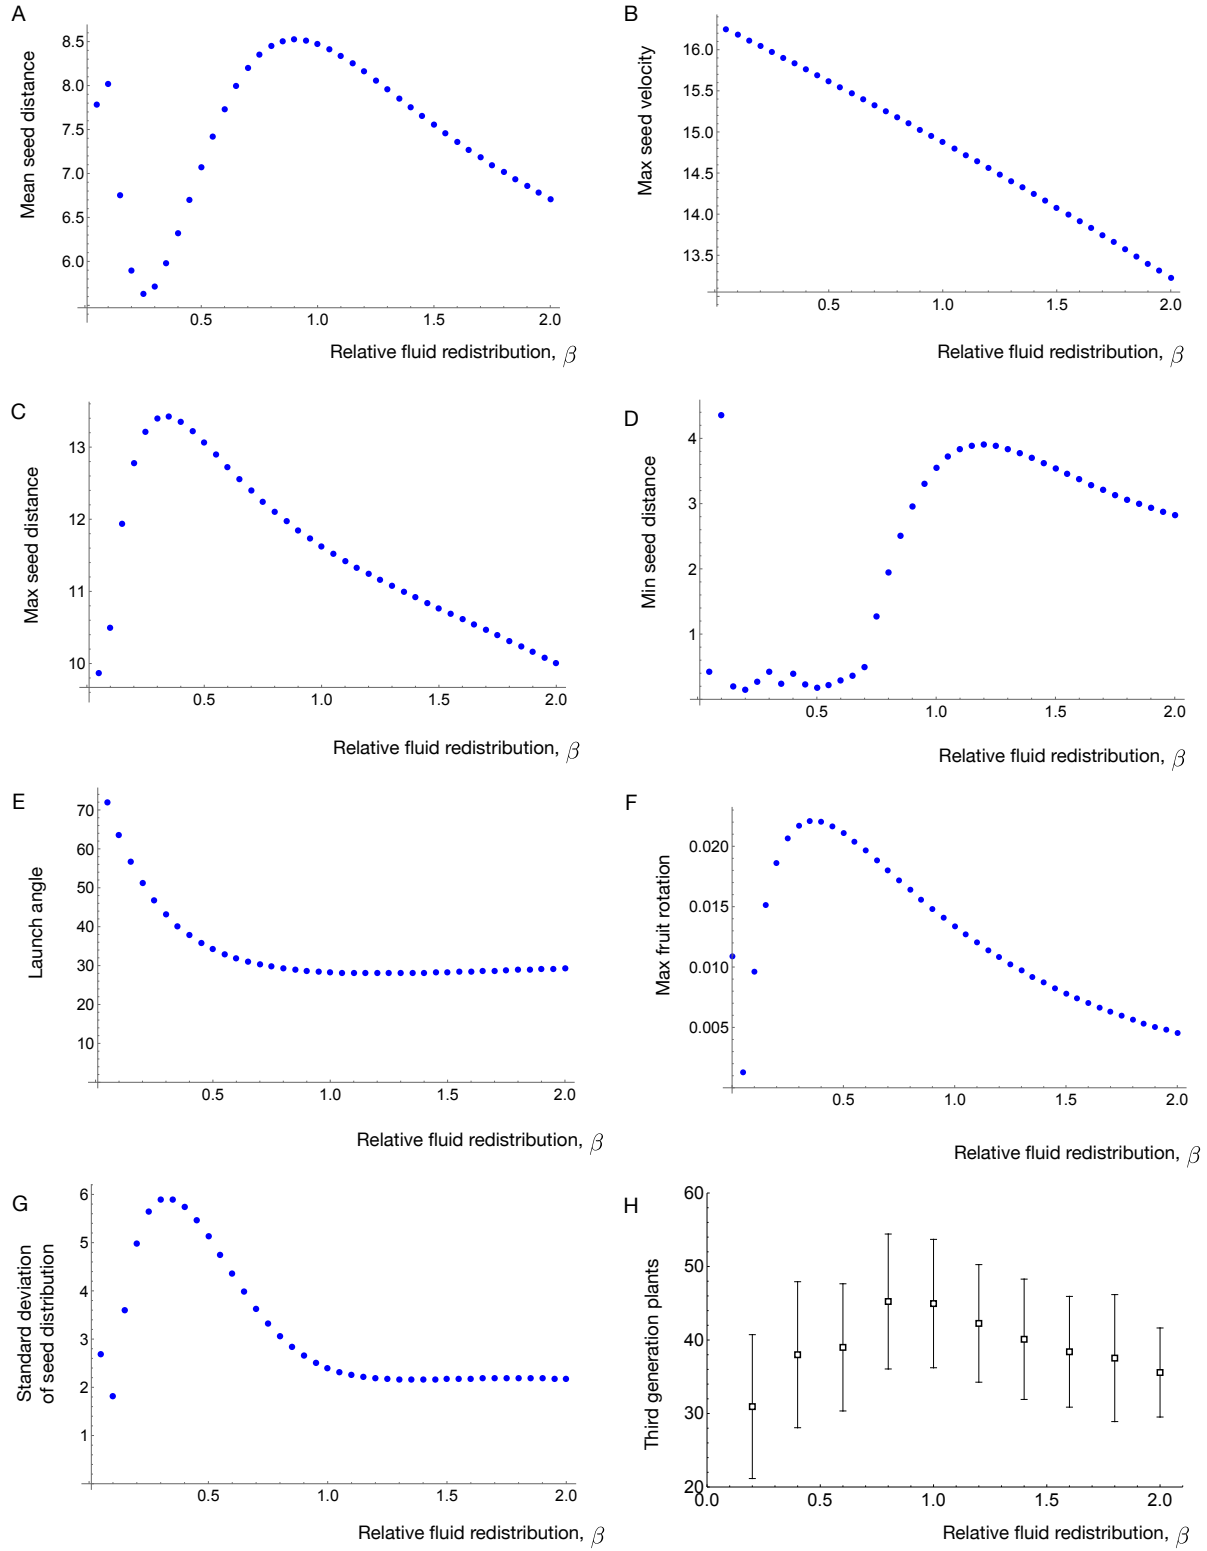 A
Mean seed distance
8.5
8.0
7.5
7.0
6.5
6.0
0.5 1.0 1.5 2.0
Relative fluid redistribution, β
B
Max seed velocity
16.0
15.5
15.0
14.5
14.0
13.5
0.5 1.0 1.5 2.0
Relative fluid redistribution, β
C
Max seed distance
13
12
11
10
0.5 1.0 1.5 2.0
Relative fluid redistribution, β
D
Min seed distance
4
3
2
1
0.5 1.0 1.5 2.0
Relative fluid redistribution, β
E
Launch angle
70
60
50
40
30
20
10
0.5 1.0 1.5 2.0
Relative fluid redistribution, β
F
Max fruit rotation
0.020
0.015
0.010
0.005
0.5 1.0 1.5 2.0
Relative fluid redistribution, β
G
Standard deviation
of seed distribution
6
5
4
3
2
1
0.5 1.0 1.5 2.0
Relative fluid redistribution, β
H
Third generation plants
60
50
40
30
20
0.0 0.5 1.0 1.5 2.0
Relative fluid redistribution, β